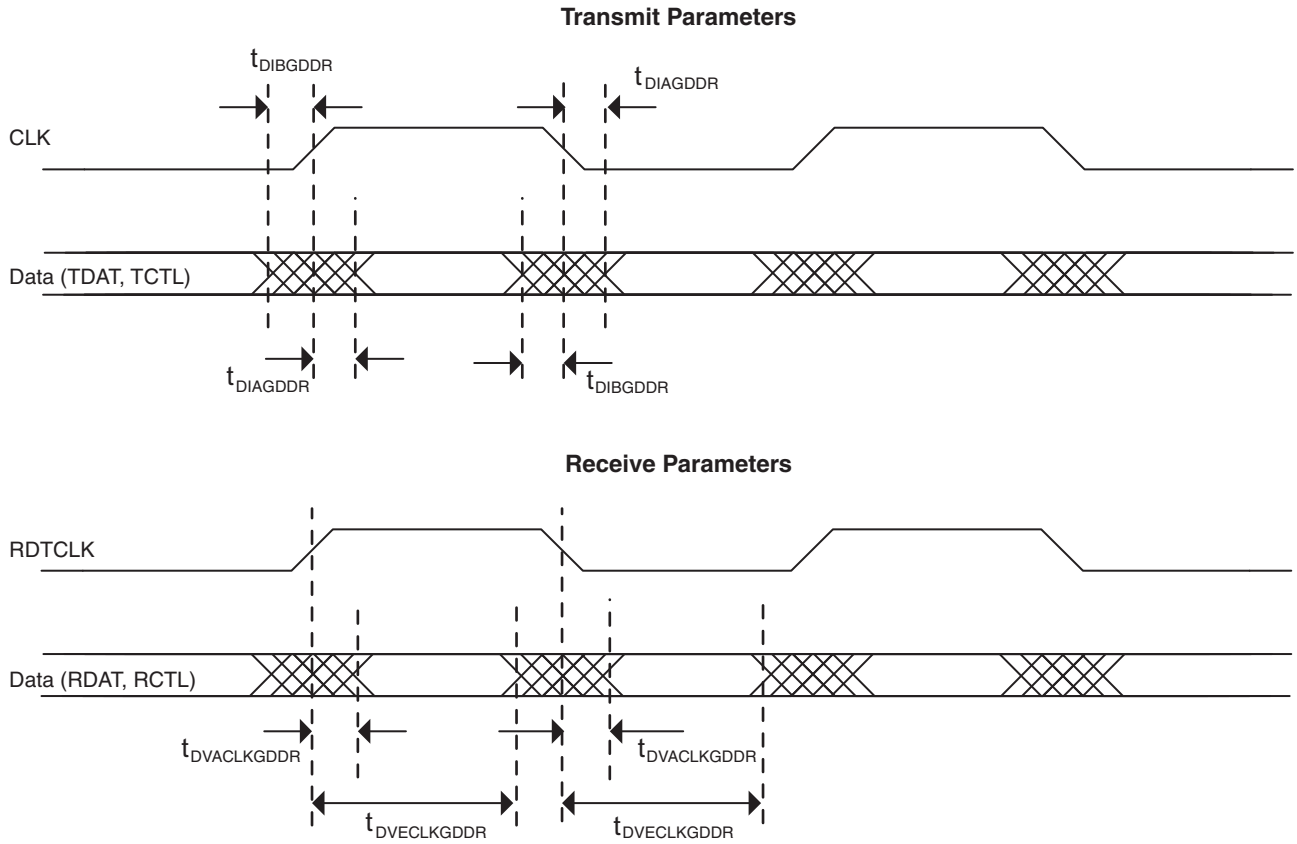 Transmit Parameters
tDIBGDDR
tDIAGDDR
CLK
Data (TDAT, TCTL)
tDIAGDDR
tDIBGDDR
Receive Parameters
RDTCLK
Data (RDAT, RCTL)
tDVACLKGDDR
tDVACLKGDDR
tDVECLKGDDR
tDVECLKGDDR